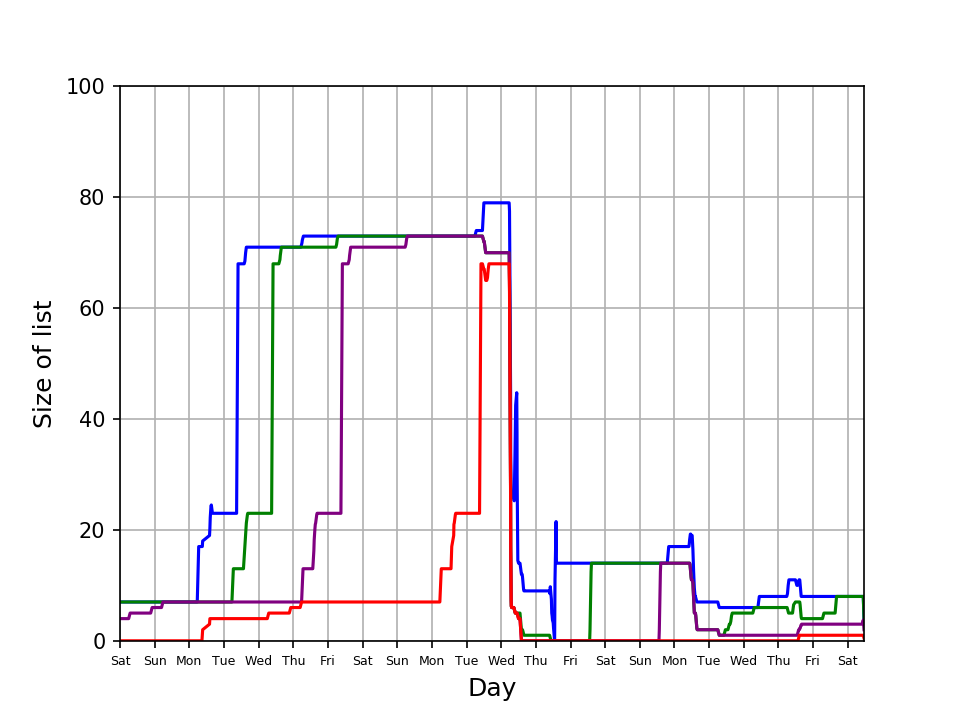 100
80
60
40
20
0
Size of list
Sat Sun Mon Tue Wed Thu Fri Sat Sun Mon Tue Wed Thu Fri Sat Sun Mon Tue Wed Thu Fri Sat
Day